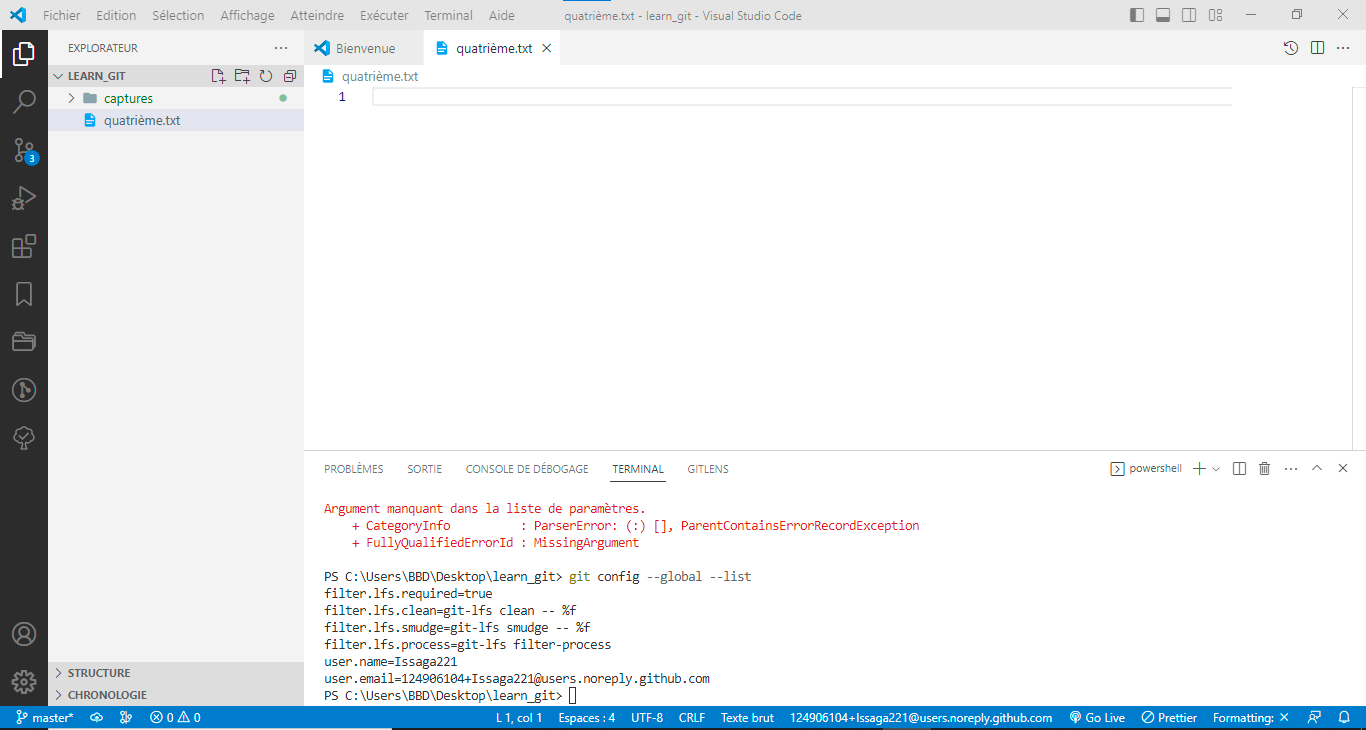 Fichier Edition Sélection Affichage Atteindre Exécuter Terminal Aide quatrième.txt - learn_git - Visual Studio Code
EXPLORATEUR
LEARN_GIT
captures
quatrième.txt
3
STRUCTURE
CHRONOLOGIE
Bienvenue quatrième.txt
quatrième.txt
1
PROBLÈMES SORTIE CONSOLE DE DÉBOGAGE TERMINAL GITLENS powershell
Argument manquant dans la liste de paramètres.
+ CategoryInfo : ParserError: (:) [], ParentContainsErrorRecordException
+ FullyQualifiedErrorId : MissingArgument
PS C:\Users\BBD\Desktop\learn_git> git config --global --list
filter.lfs.required=true
filter.lfs.clean=git-lfs clean -- %f
filter.lfs.smudge=git-lfs smudge -- %f
filter.lfs.process=git-lfs filter-process
user.name=Issaga221
user.email=124906104+Issaga221@users.noreply.github.com
PS C:\Users\BBD\Desktop\learn_git>
master* 0 0 L 1, col 1 Espaces : 4 UTF-8 CRLF Texte brut 124906104+Issaga221@users.noreply.github.com Go Live Prettier Formatting: ×